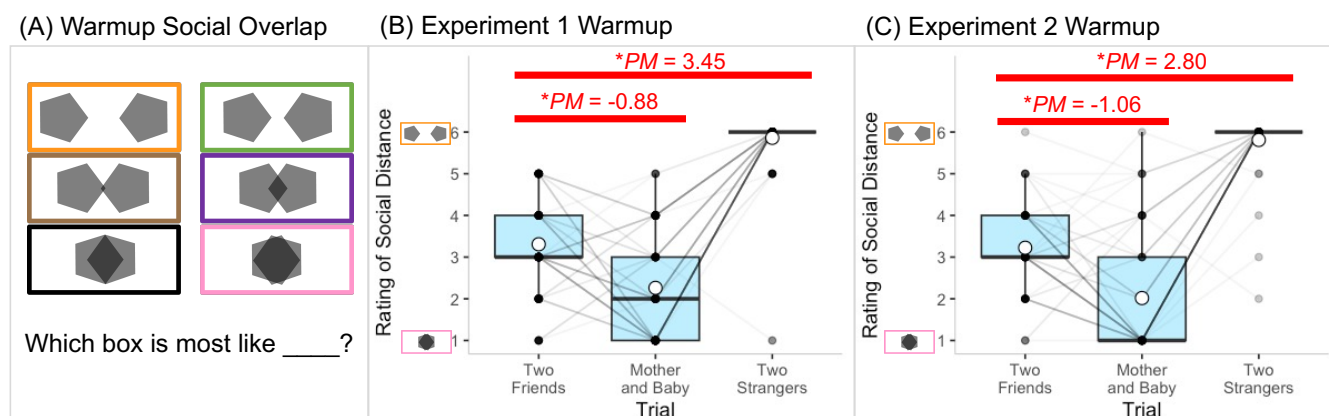 (A) Warmup Social Overlap
Which box is most like ____?
(B) Experiment 1 Warmup
*PM = 3.45
*PM = -0.88
Rating of Social Distance
6
5
4
3
2
1
Two
Friends
Mother
and Baby
Two
Strangers
Trial
(C) Experiment 2 Warmup
*PM = 2.80
*PM = -1.06
Rating of Social Distance
6
5
4
3
2
1
Two
Friends
Mother
and Baby
Two
Strangers
Trial